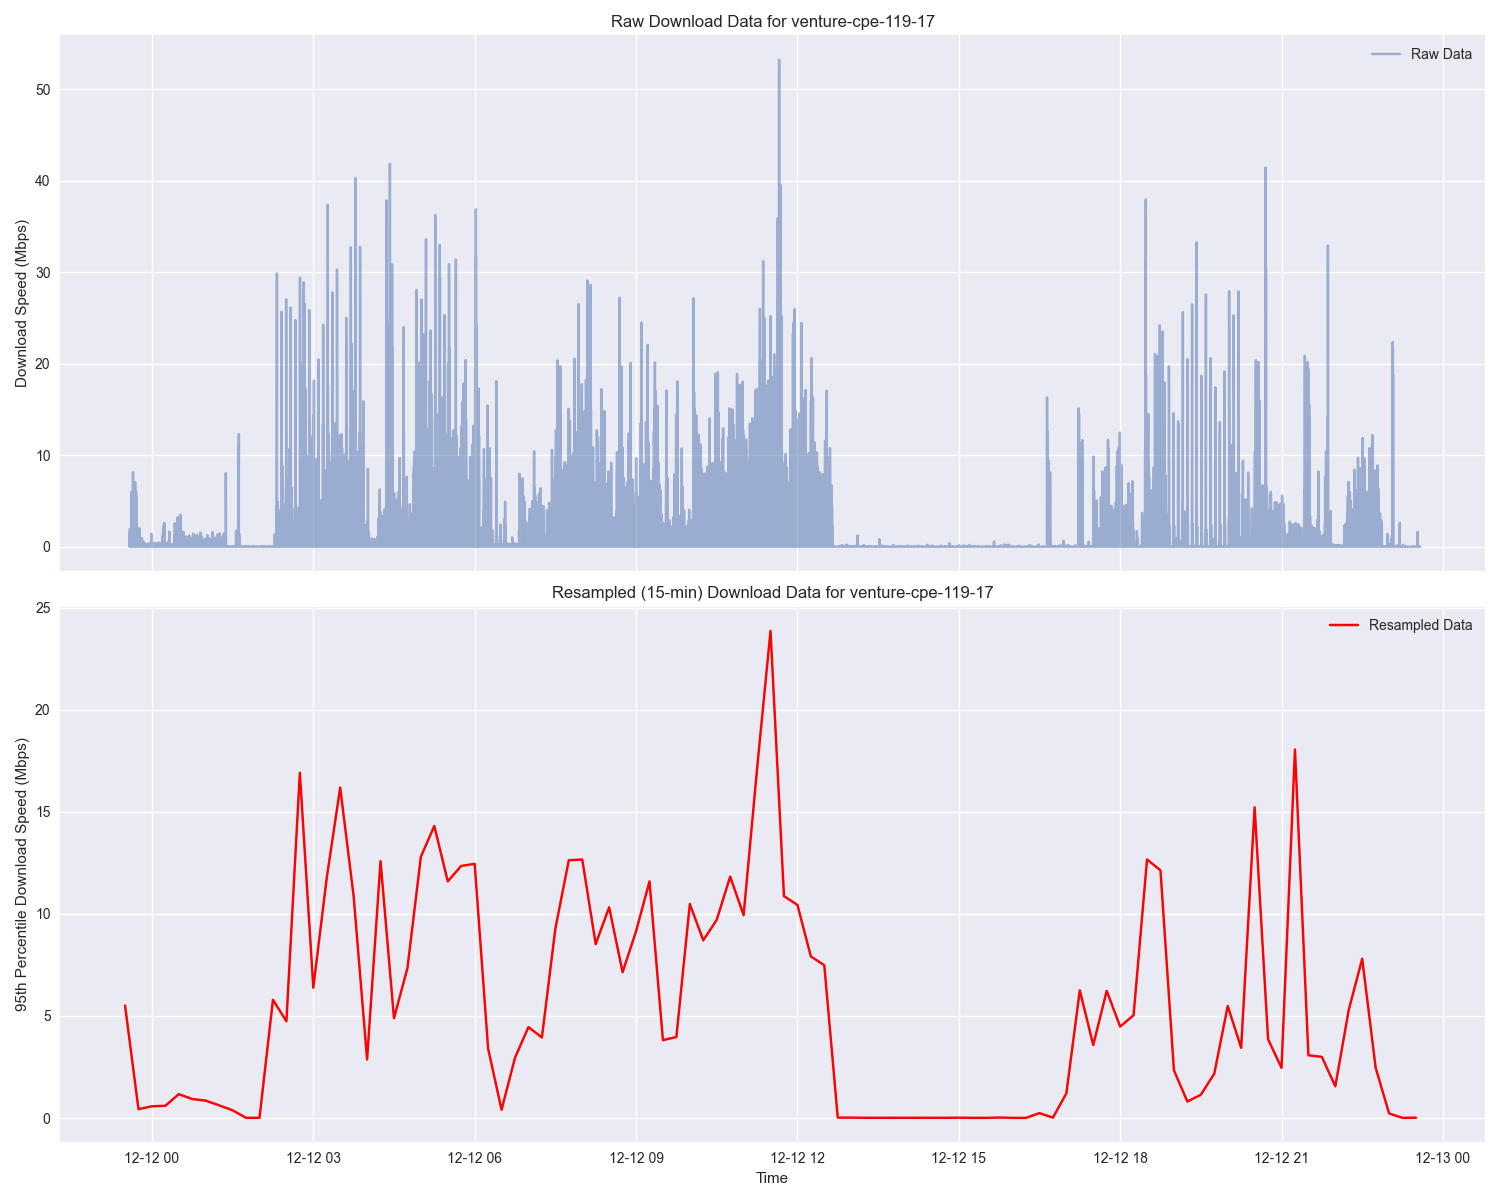 Raw Download Data for venture-cpe-119-17
Raw Data
50
40
30
20
10
0
Download Speed (Mbps)
Resampled (15-min) Download Data for venture-cpe-119-17
Resampled Data
25
20
15
10
5
0
95th Percentile Download Speed (Mbps)
12-12 00 12-12 03 12-12 06 12-12 09 12-12 12 12-12 15 12-12 18 12-12 21 12-13 00
Time